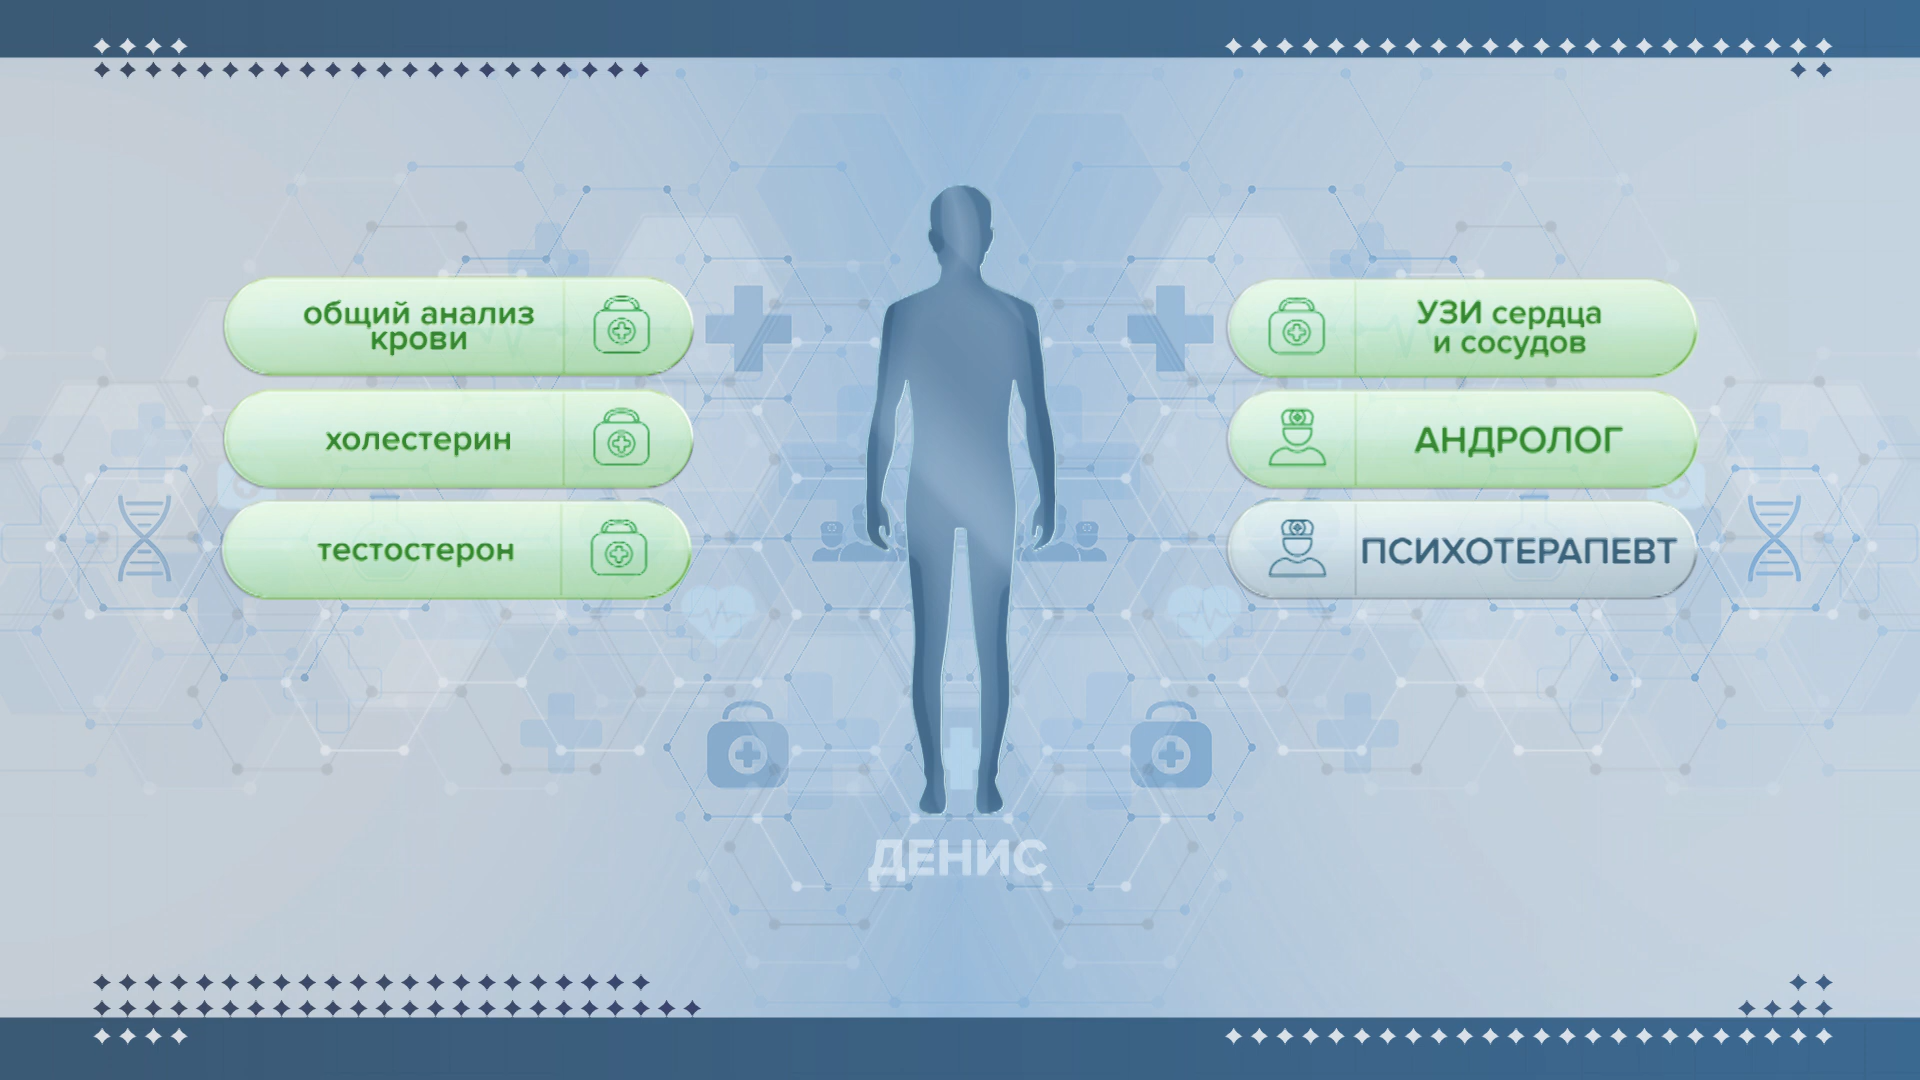 общий анализ
крови
холестерин
тестостерон
УЗИ сердца
и сосудов
АНДРОЛОГ
ПСИХОТЕРАПЕВТ
ДЕНИС